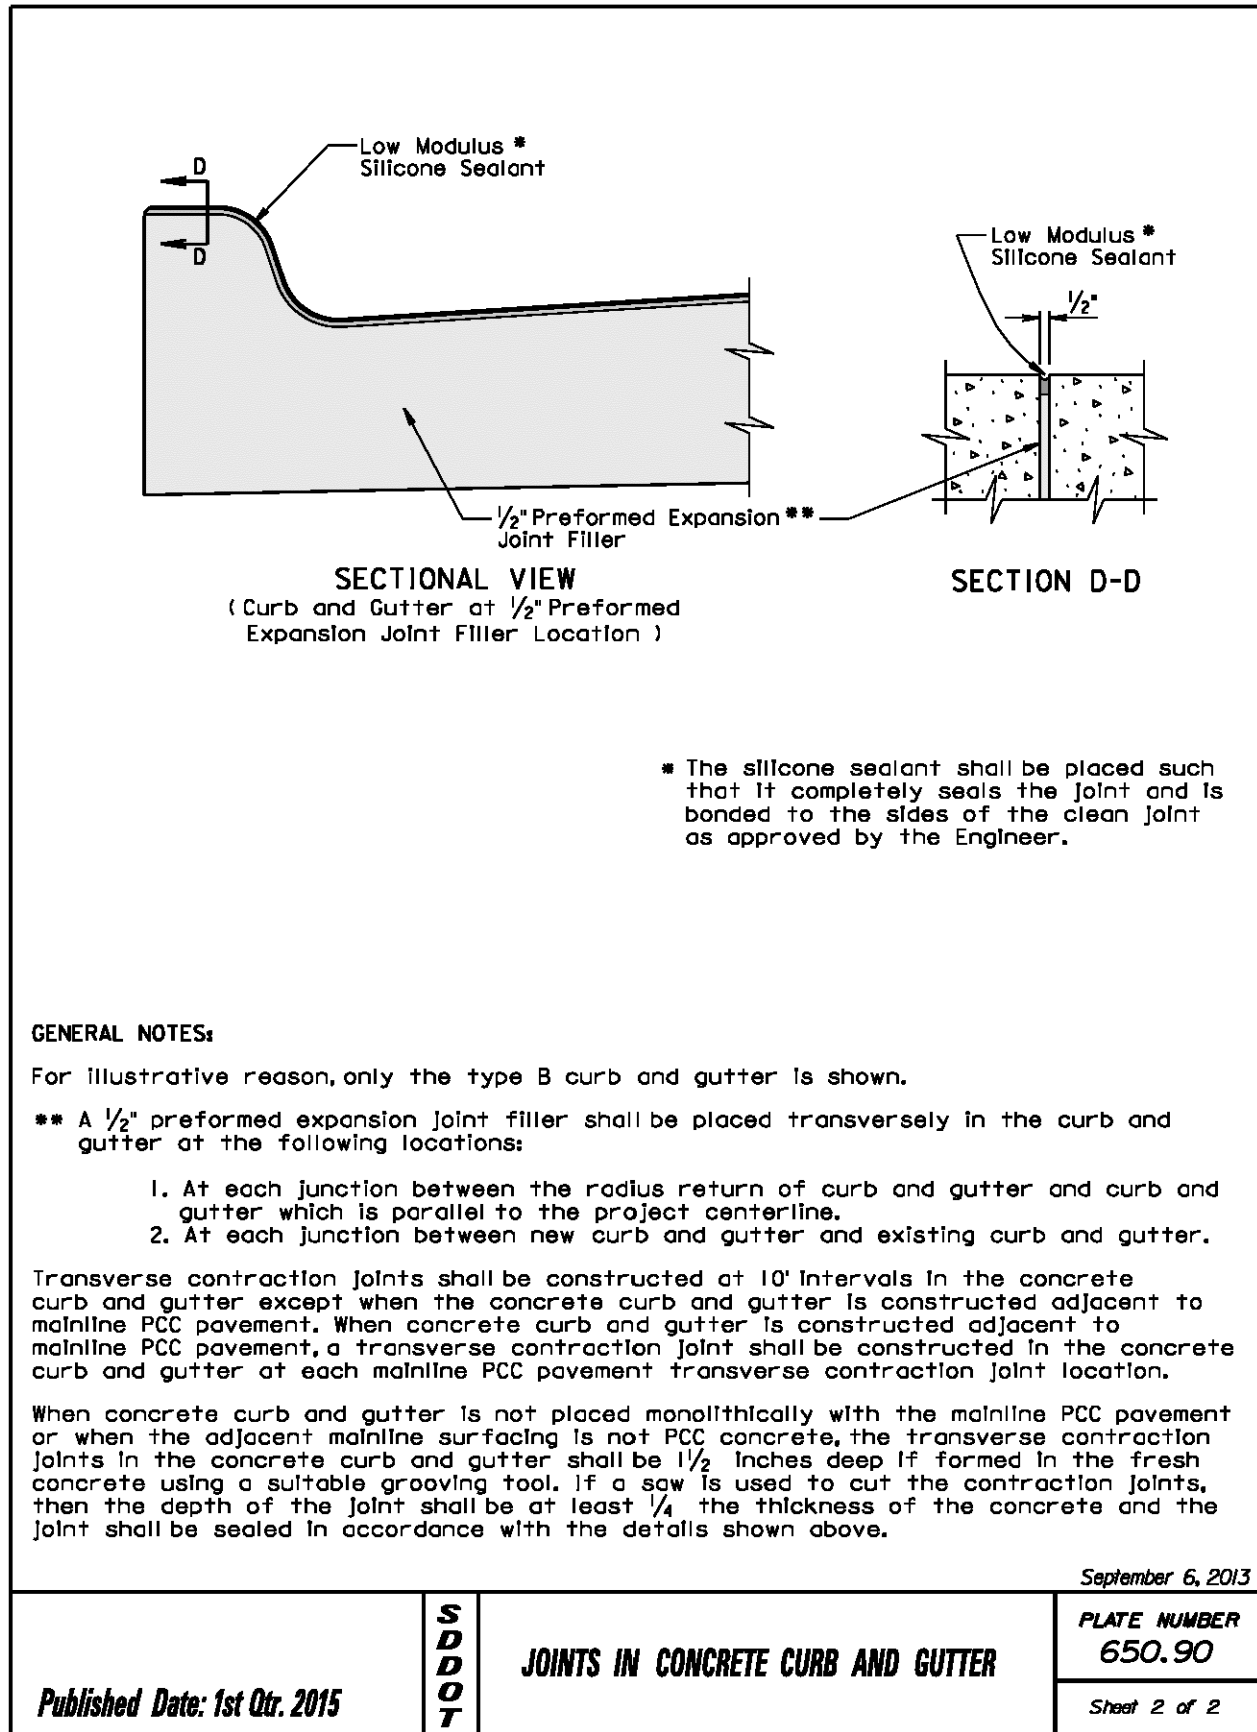 Low Modulus *
Silicone Sealant
D
D
Low Modulus *
Silicone Sealant
1/2"
1/2" Preformed Expansion **
Joint Filler
SECTIONAL VIEW
( Curb and Gutter at 1/2" Preformed
Expansion Joint Filler Location )
SECTION D-D
* The silicone sealant shall be placed such
that it completely seals the joint and is
bonded to the sides of the clean joint
as approved by the Engineer.
GENERAL NOTES:
For illustrative reason, only the type B curb and gutter is shown.
** A 1/2" preformed expansion joint filler shall be placed transversely in the curb and
gutter at the following locations:
1. At each junction between the radius return of curb and gutter and curb and
gutter which is parallel to the project centerline.
2. At each junction between new curb and gutter and existing curb and gutter.
Transverse contraction joints shall be constructed at 10' intervals in the concrete
curb and gutter except when the concrete curb and gutter is constructed adjacent to
mainline PCC pavement. When concrete curb and gutter is constructed adjacent to
mainline PCC pavement, a transverse contraction joint shall be constructed in the concrete
curb and gutter at each mainline PCC pavement transverse contraction joint location.
When concrete curb and gutter is not placed monolithically with the mainline PCC pavement
or when the adjacent mainline surfacing is not PCC concrete, the transverse contraction
joints in the concrete curb and gutter shall be 1 1/2 inches deep if formed in the fresh
concrete using a suitable grooving tool. If a saw is used to cut the contraction joints,
then the depth of the joint shall be at least 1/4 the thickness of the concrete and the
joint shall be sealed in accordance with the details shown above.
September 6, 2013
Published Date: 1st Qtr. 2015
SDDOT
JOINTS IN CONCRETE CURB AND GUTTER
PLATE NUMBER
650.90
Sheet 2 of 2